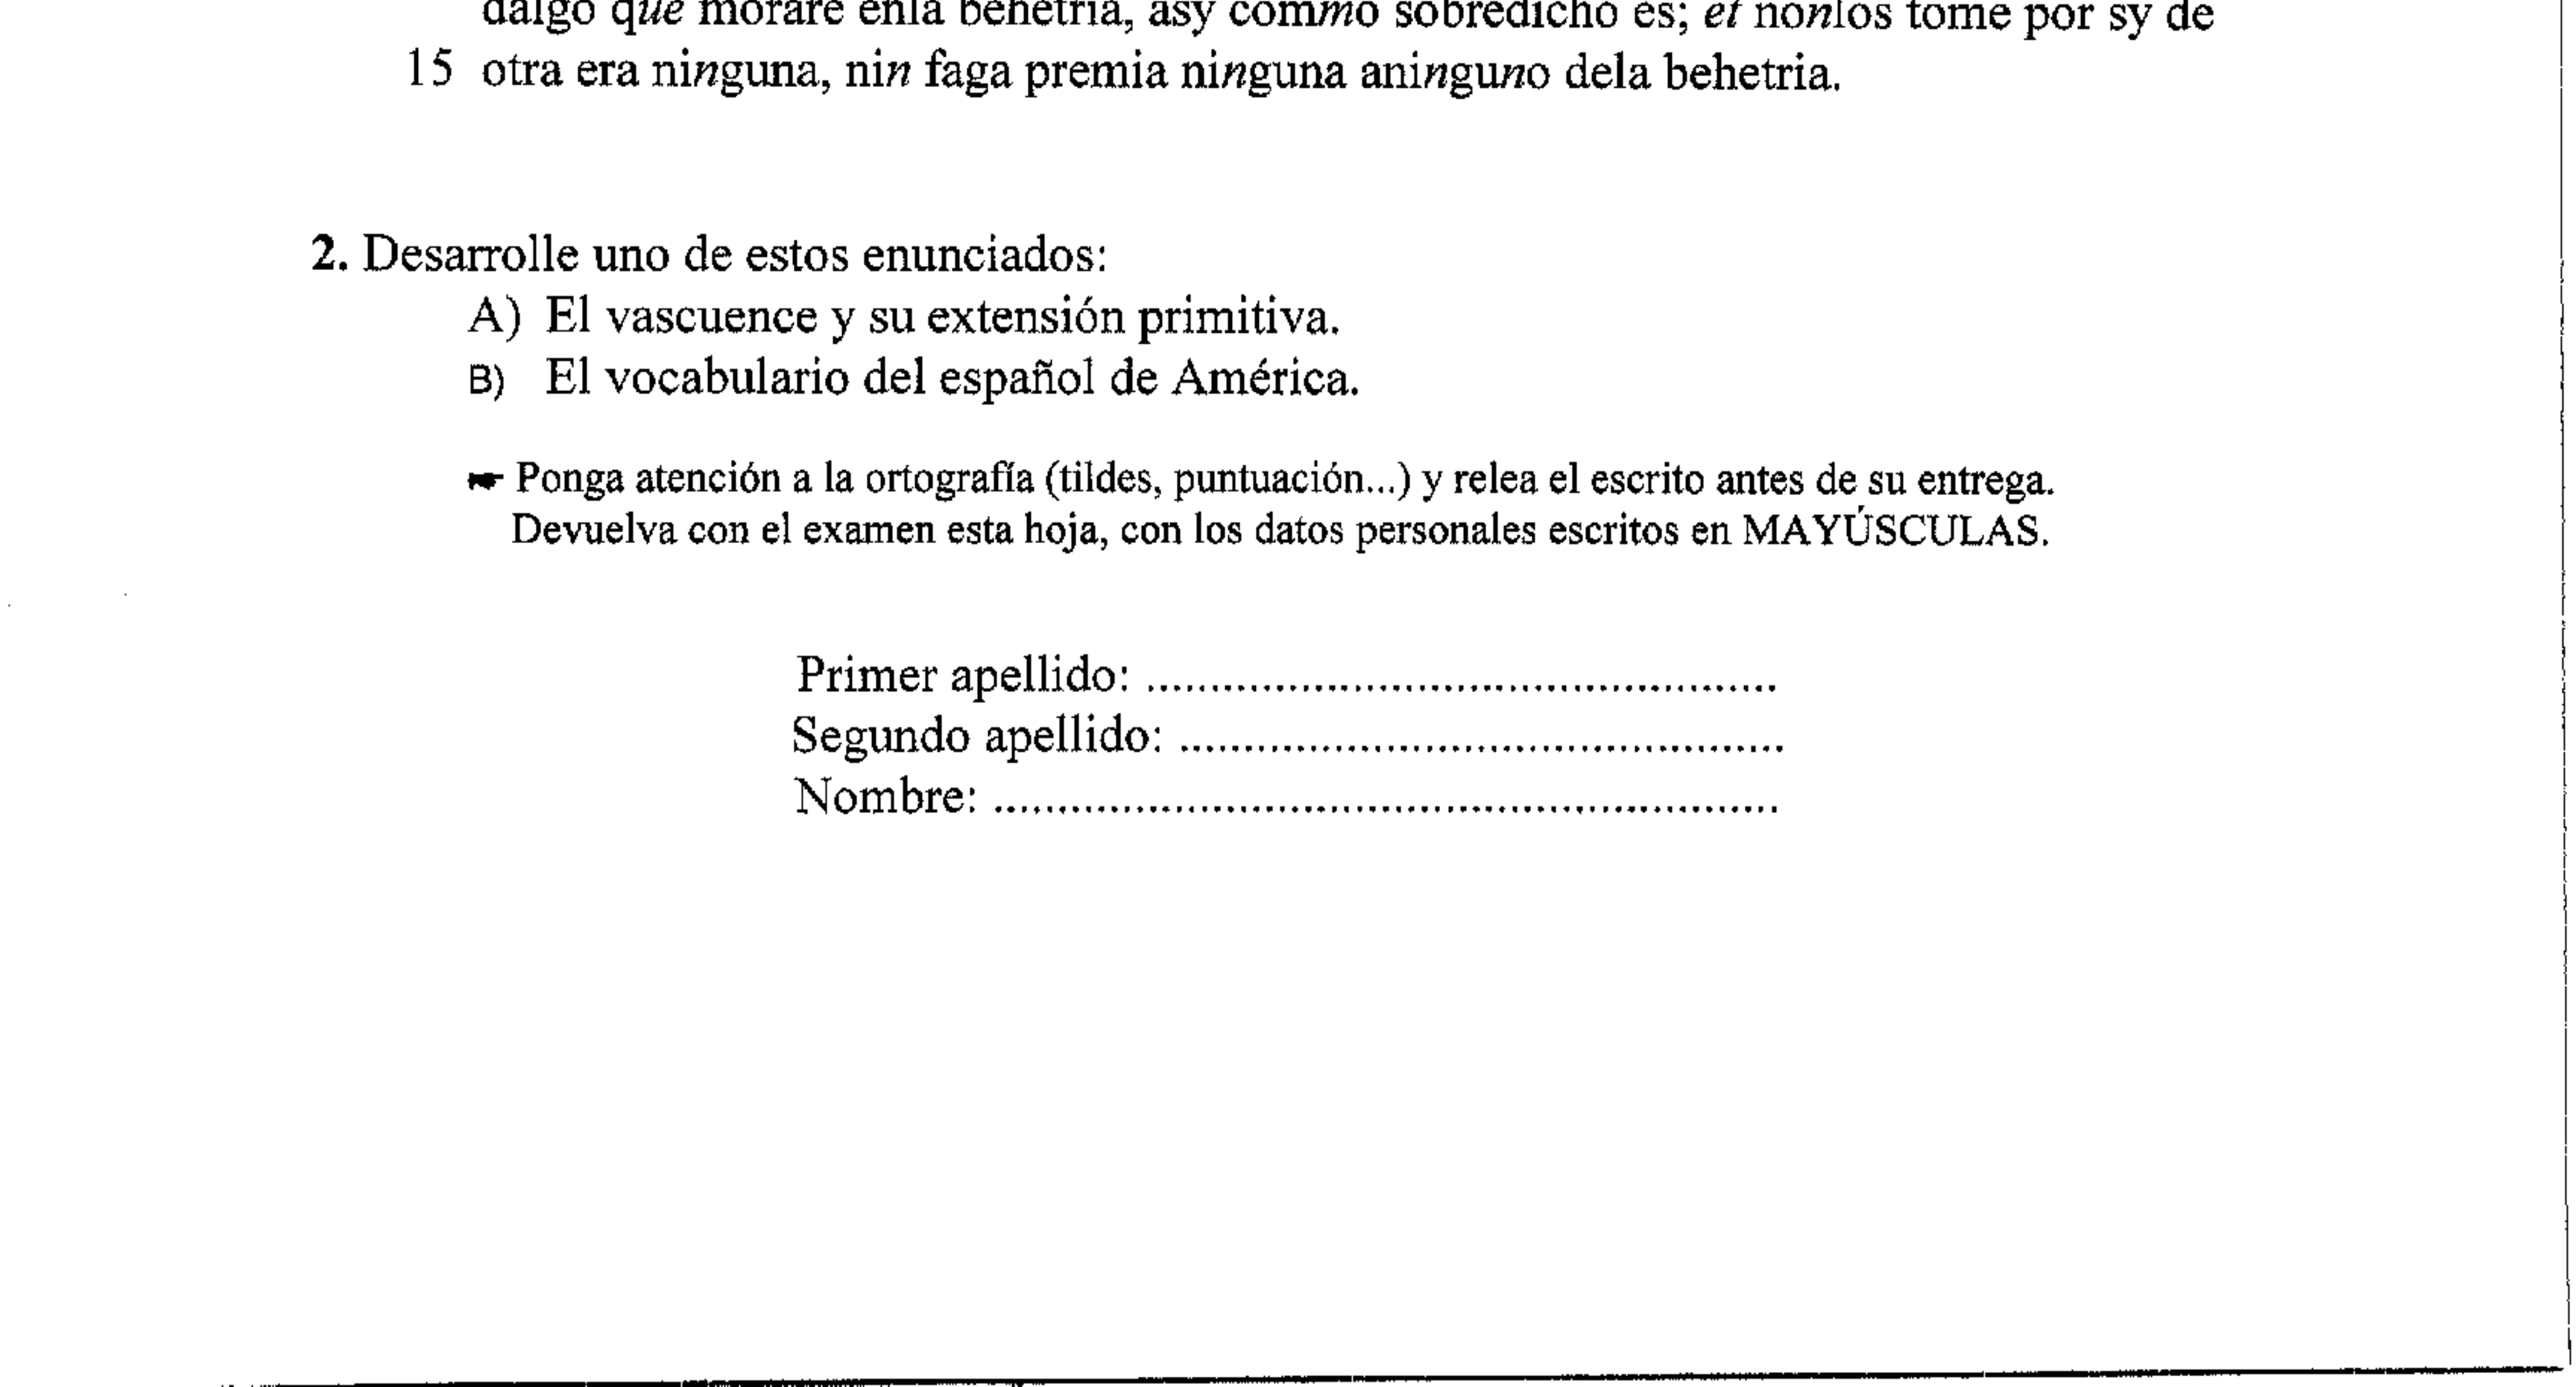 dalgo que morare enla behetria, asy commo sobredicho es; et nonlos tome por sy de
15 otra era ninguna, nin faga premia ninguna aninguno dela behetria.
2. Desarrolle uno de estos enunciados:
A) El vascuence y su extensión primitiva.
B) El vocabulario del español de América.
☛ Ponga atención a la ortografía (tildes, puntuación...) y relea el escrito antes de su entrega.
Devuelva con el examen esta hoja, con los datos personales escritos en MAYÚSCULAS.
Primer apellido: ................................................
Segundo apellido: ..............................................
Nombre: ............................................................